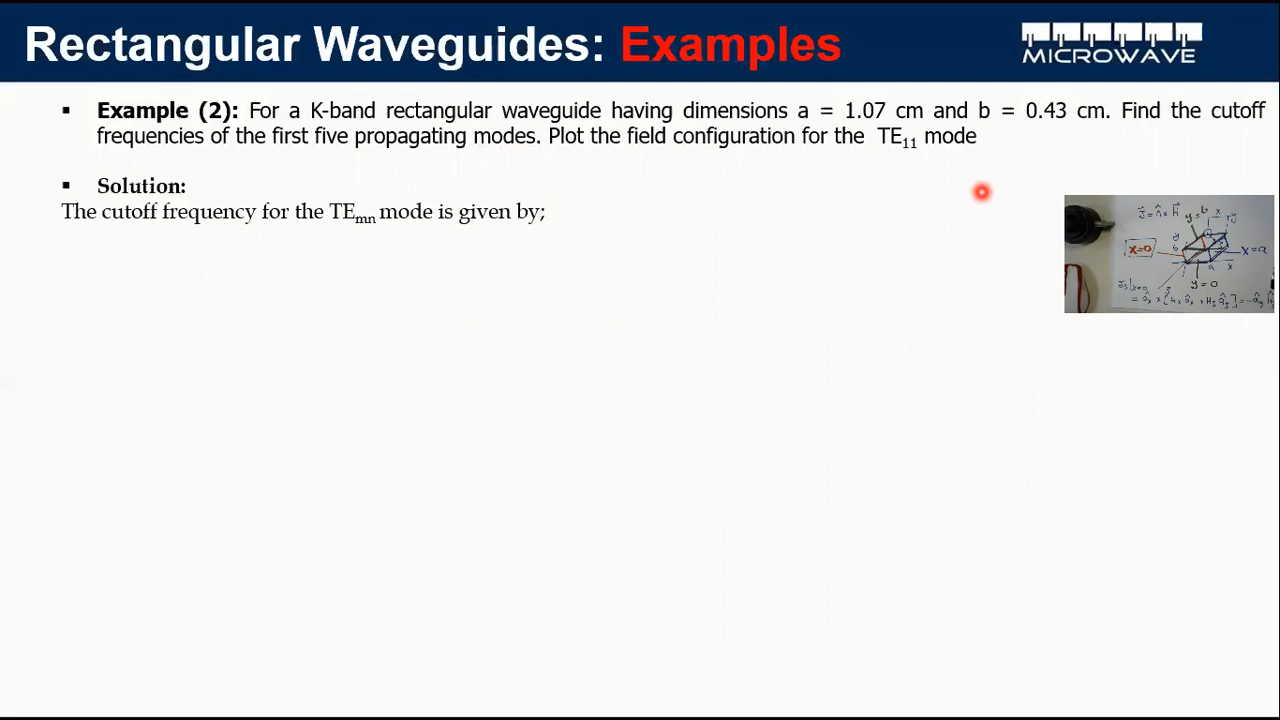 Rectangular Waveguides: Examples
MICROWAVE
▪ Example (2): For a K-band rectangular waveguide having dimensions a = 1.07 cm and b = 0.43 cm. Find the cutoff
frequencies of the first five propagating modes. Plot the field configuration for the TE₁₁ mode
▪ Solution:
The cutoff frequency for the TEmn mode is given by;
y=b
x=0
x=a
y=0